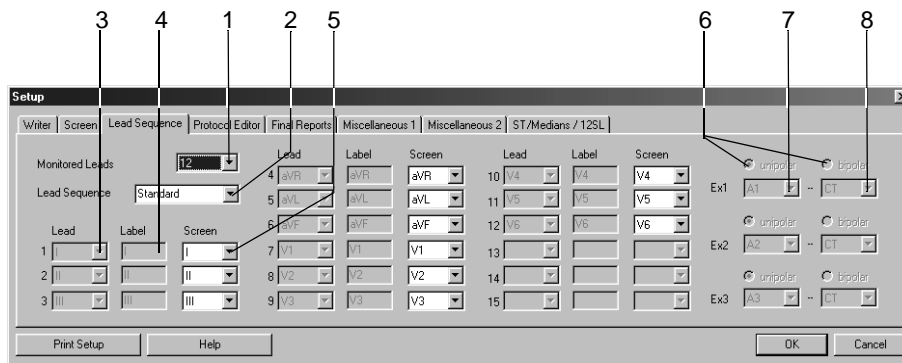 3 4 1 2 5 6 7 8
Setup
Writer Screen Lead Sequence Protocol Editor Final Reports Miscellaneous 1 Miscellaneous 2 ST/Medians / 12SL
Monitored Leads 12
Lead Sequence Standard
Lead Label Screen
1 I I I
2 II II II
3 III III III
Lead Label Screen
4 aVR aVR aVR
5 aVL aVL aVL
6 aVF aVF aVF
7 V1 V1 V1
8 V2 V2 V2
9 V3 V3 V3
Lead Label Screen
10 V4 V4 V4
11 V5 V5 V5
12 V6 V6 V6
13
14
15
unipolar bipolar
Ex1 A1 -- CT
unipolar bipolar
Ex2 A2 -- CT
unipolar bipolar
Ex3 A3 -- CT
Print Setup Help OK Cancel